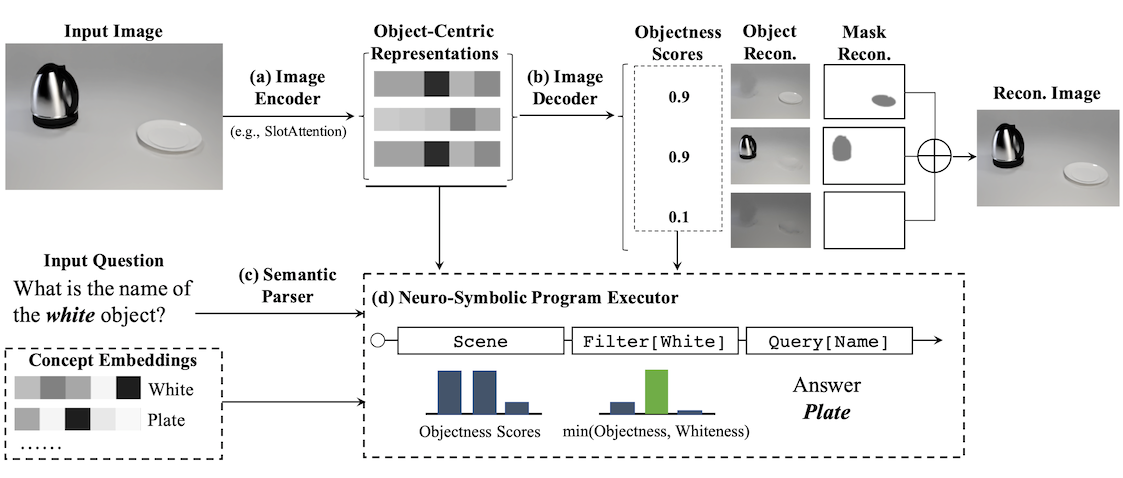 Input Image
(a) Image
Encoder
(e.g., SlotAttention)
Object-Centric
Representations
(b) Image
Decoder
Objectness
Scores
0.9
0.9
0.1
Object
Recon.
Mask
Recon.
Recon. Image
Input Question
What is the name of
the white object?
(c) Semantic
Parser
Concept Embeddings
White
Plate
......
(d) Neuro-Symbolic Program Executor
Scene
Filter[White]
Query[Name]
Objectness Scores
min(Objectness, Whiteness)
Answer
Plate